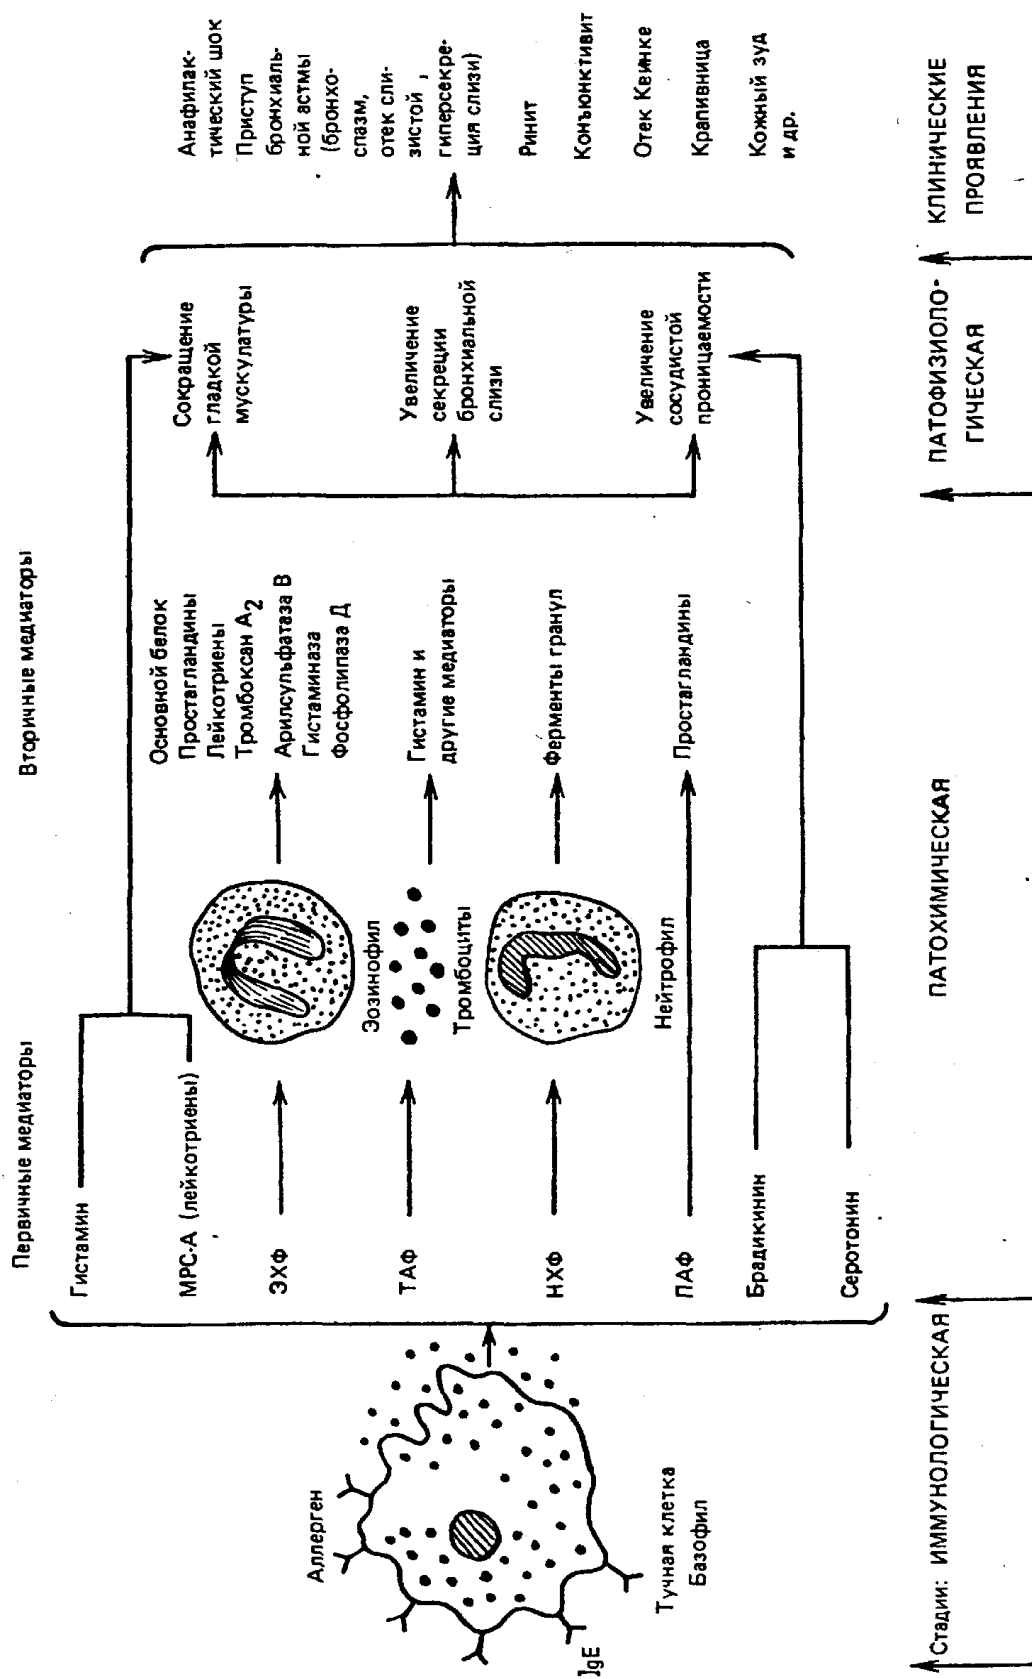 Первичные медиаторы
Вторичные медиаторы
Аллерген
IgE
Тучная клетка
Базофил
Гистамин
МРС-А (лейкотриены)
ЭХФ
ТАФ
НХФ
ПАФ
Брадикинин
Серотонин
Эозинофил
Тромбоциты
Нейтрофил
Основной белок
Простагландины
Лейкотриены
Тромбоксан А2
Арилсульфатаза В
Гистаминаза
Фосфолипаза Д
Гистамин и
другие медиаторы
Ферменты гранул
Простагландины
Сокращение
гладкой
мускулатуры
Увеличение
секреции
бронхиальной
слизи
Увеличение
сосудистой
проницаемости
Анафилак-
тический шок
Приступ
бронхиаль-
ной астмы
(бронхо-
спазм,
отек сли-
зистой ,
гиперсекре-
ция слизи)
Ринит
Конъюнктивит
Отек Квинке
Крапивница
Кожный зуд
и др.
Стадии: ИММУНОЛОГИЧЕСКАЯ
ПАТОХИМИЧЕСКАЯ
ПАТОФИЗИОЛО-
ГИЧЕСКАЯ
КЛИНИЧЕСКИЕ
ПРОЯВЛЕНИЯ